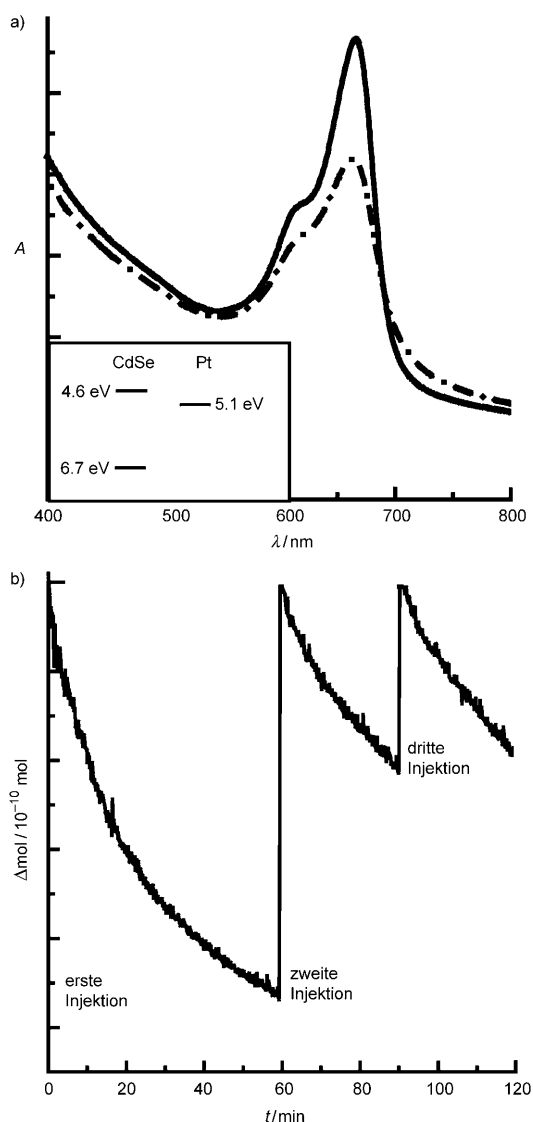 a)
A
CdSe Pt
4.6 eV
5.1 eV
6.7 eV
400 500 600 700 800
λ/nm
b)
Δmol / 10⁻¹⁰ mol
dritte
Injektion
erste
Injektion
zweite
Injektion
0 20 40 60 80 100 120
t/min